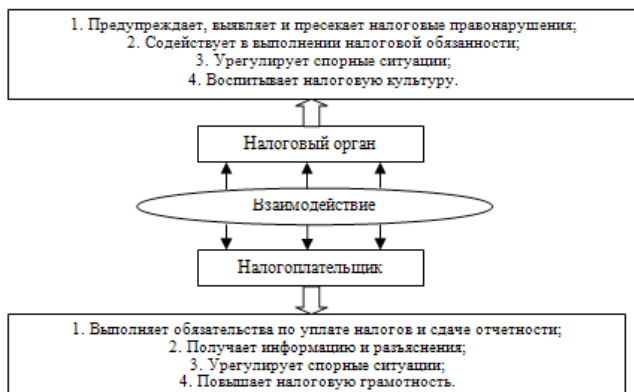 1. Предупреждает, выявляет и пресекает налоговые правонарушения;
2. Содействует в выполнении налоговой обязанности;
3. Урегулирует спорные ситуации;
4. Воспитывает налоговую культуру.
Налоговый орган
Взаимодействие
Налогоплательщик
1. Выполняет обязательства по уплате налогов и сдаче отчетности;
2. Получает информацию и разъяснения;
3. Урегулирует спорные ситуации;
4. Повышает налоговую грамотность.